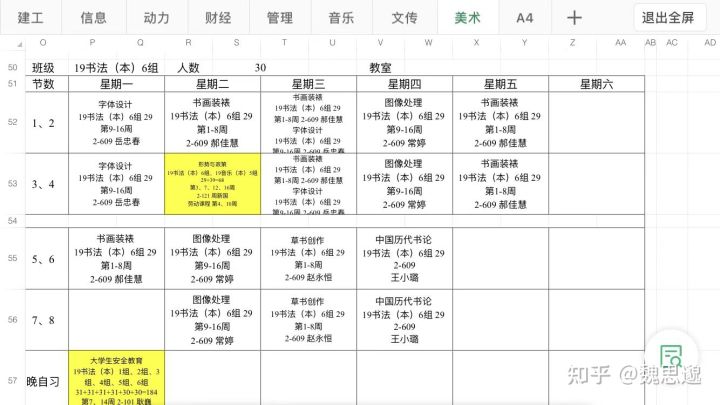 建工 信息 动力 财经 管理 音乐 文传 美术 A4 + 退出全屏
O P Q R S T U V W X Y Z AA AB AC AD
50 班级 19书法（本）6组 人数 30 教室
51 节数 星期一 星期二 星期三 星期四 星期五 星期六
52 1、2
字体设计
19书法（本）6组 29
第9-16周
2-609 岳忠春
书画装裱
19书法（本）6组 29
第1-8周
2-609 郝佳慧
书画装裱
19书法（本）6组 29
第1-8周 2-609 郝佳慧
字体设计
19书法（本）6组 29
第9-16周 2-609 岳忠春
图像处理
19书法（本）6组 29
第9-16周
2-609 常婷
书画装裱
19书法（本）6组 29
第1-8周
2-609 郝佳慧
53 3、4
字体设计
19书法（本）6组 29
第9-16周
2-609 岳忠春
形势与政策
19书法（本）6组、19音乐（本）5组
29+39=68
第3、7、12、16周
2-121 周新国
劳动课程 第4、10周
书画装裱
19书法（本）6组 29
第1-8周 2-609 郝佳慧
字体设计
19书法（本）6组 29
第9-16周 2-609 岳忠春
图像处理
19书法（本）6组 29
第9-16周
2-609 常婷
书画装裱
19书法（本）6组 29
第1-8周
2-609 郝佳慧
54
55 5、6
书画装裱
19书法（本）6组 29
第1-8周
2-609 郝佳慧
图像处理
19书法（本）6组 29
第9-16周
2-609 常婷
草书创作
19书法（本）6组 29
第1-8周
2-609 赵永恒
中国历代书论
19书法（本）6组 29
2-609
王小璐
56 7、8
图像处理
19书法（本）6组 29
第9-16周
2-609 常婷
草书创作
19书法（本）6组 29
第1-8周
2-609 赵永恒
中国历代书论
19书法（本）6组 29
2-609
王小璐
57 晚自习
大学生安全教育
19书法（本）1组、2组、3
组、4组、5组、6组
31+31+31+31+30+30=184
第7、14周 2-101 耿巍
知乎 @魏思邈